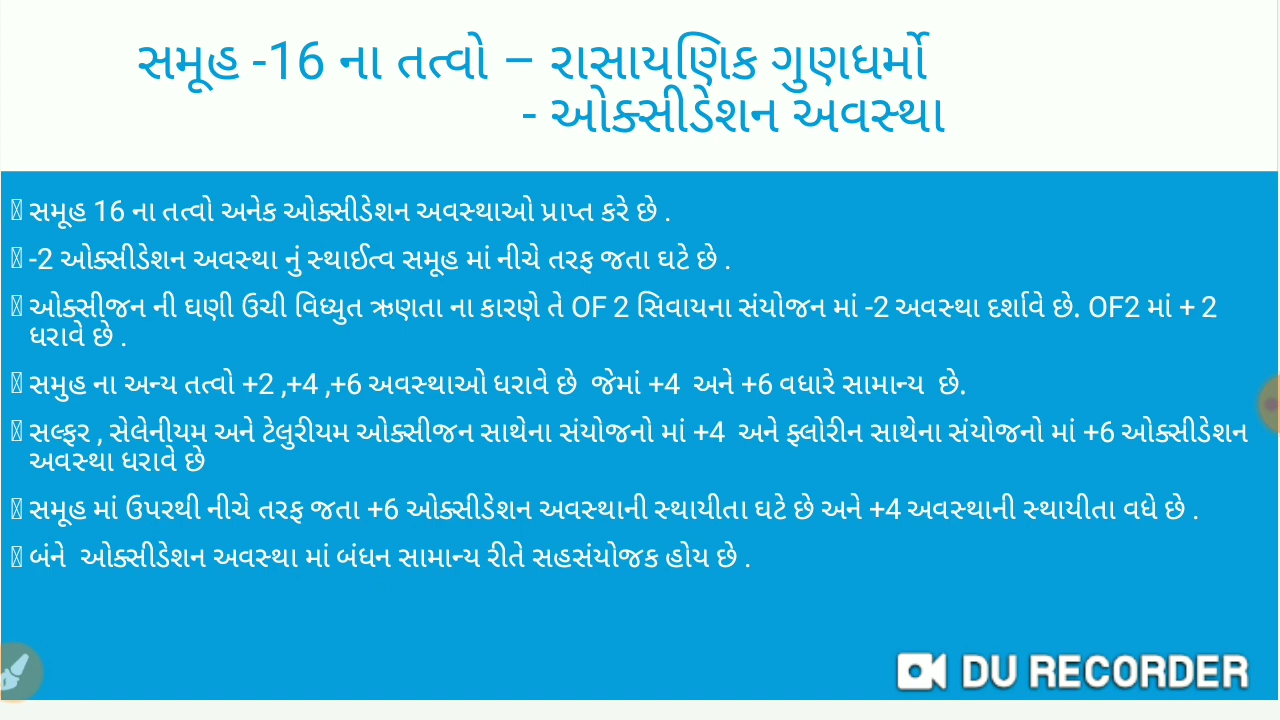 સમૂહ -16 ના તત્વો – રાસાયણિક ગુણધર્મો
- ઓક્સીડેશન અવસ્થા
સમૂહ 16 ના તત્વો અનેક ઓક્સીડેશન અવસ્થાઓ પ્રાપ્ત કરે છે .
-2 ઓક્સીડેશન અવસ્થા નું સ્થાઈત્વ સમૂહ માં નીચે તરફ જતા ઘટે છે .
ઓક્સીજન ની ઘણી ઉચી વિધ્યુત ઋણતા ના કારણે તે OF 2 સિવાયના સંયોજન માં -2 અવસ્થા દર્શાવે છે. OF2 માં + 2
ધરાવે છે .
સમુહ ના અન્ય તત્વો +2 ,+4 ,+6 અવસ્થાઓ ધરાવે છે જેમાં +4 અને +6 વધારે સામાન્ય છે.
સલ્ફર , સેલેનીયમ અને ટેલુરીયમ ઓક્સીજન સાથેના સંયોજનો માં +4 અને ફ્લોરીન સાથેના સંયોજનો માં +6 ઓક્સીડેશન
અવસ્થા ધરાવે છે
સમૂહ માં ઉપરથી નીચે તરફ જતા +6 ઓક્સીડેશન અવસ્થાની સ્થાયીતા ઘટે છે અને +4 અવસ્થાની સ્થાયીતા વધે છે .
બંને ઓક્સીડેશન અવસ્થા માં બંધન સામાન્ય રીતે સહસંયોજક હોય છે .
DU RECORDER